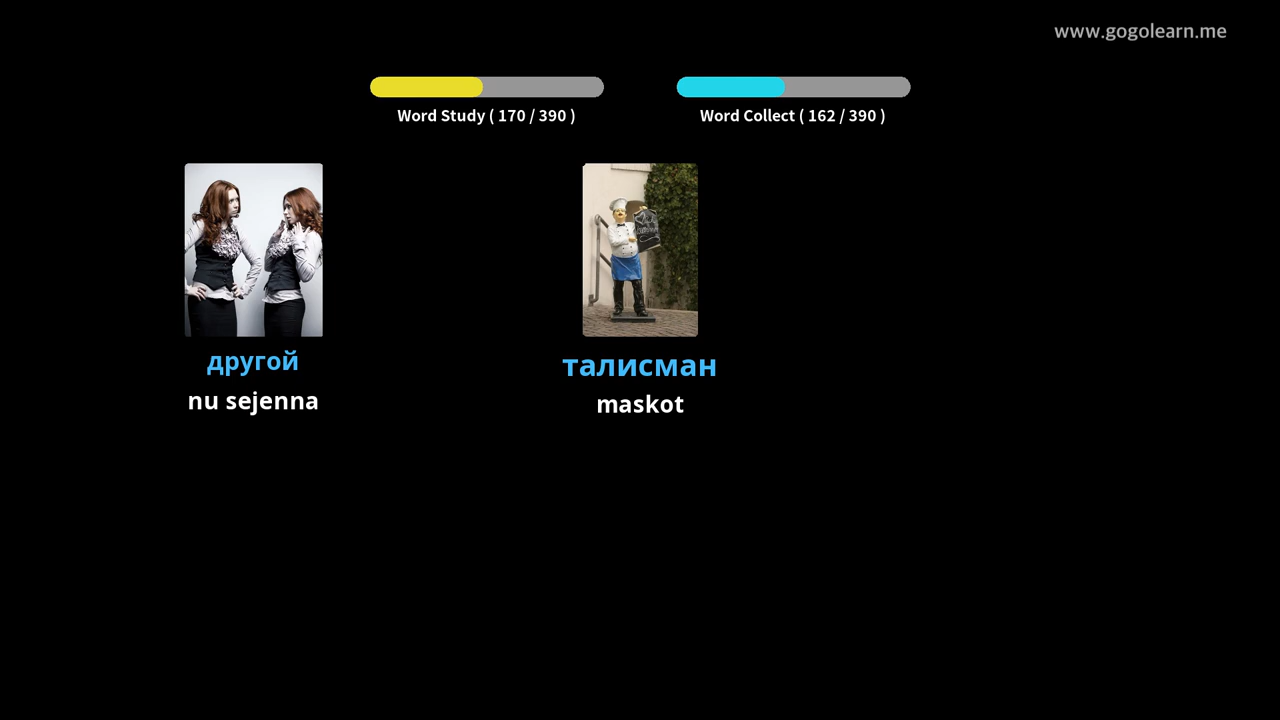 www.gogolearn.me
Word Study ( 170 / 390 )
Word Collect ( 162 / 390 )
другой
nu sejenna
талисман
maskot